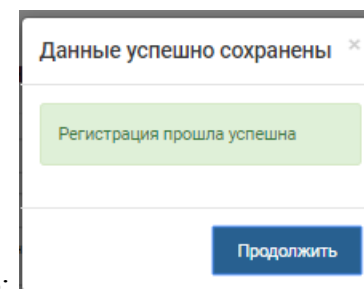 Данные успешно сохранены ×
Регистрация прошла успешна
Продолжить